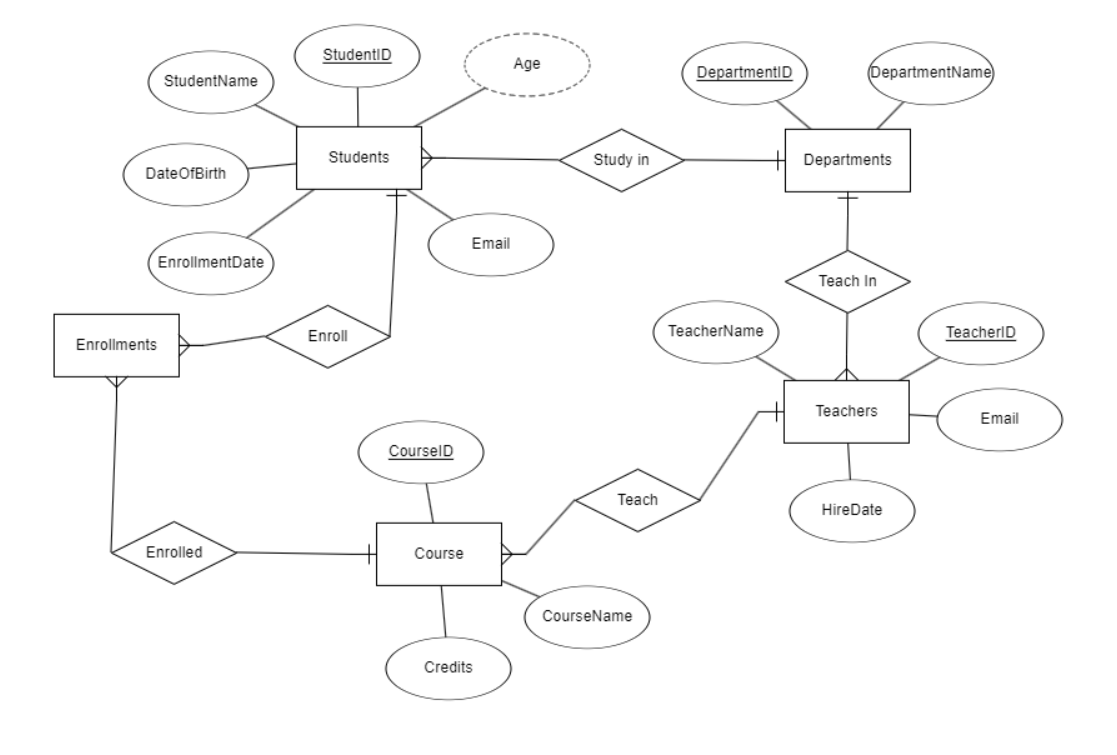 StudentID
Age
StudentName
DepartmentID
DepartmentName
Students
Study in
Departments
DateOfBirth
Email
EnrollmentDate
Teach In
TeacherName
TeacherID
Enroll
Enrollments
Teachers
Email
CourseID
Teach
HireDate
Enrolled
Course
CourseName
Credits